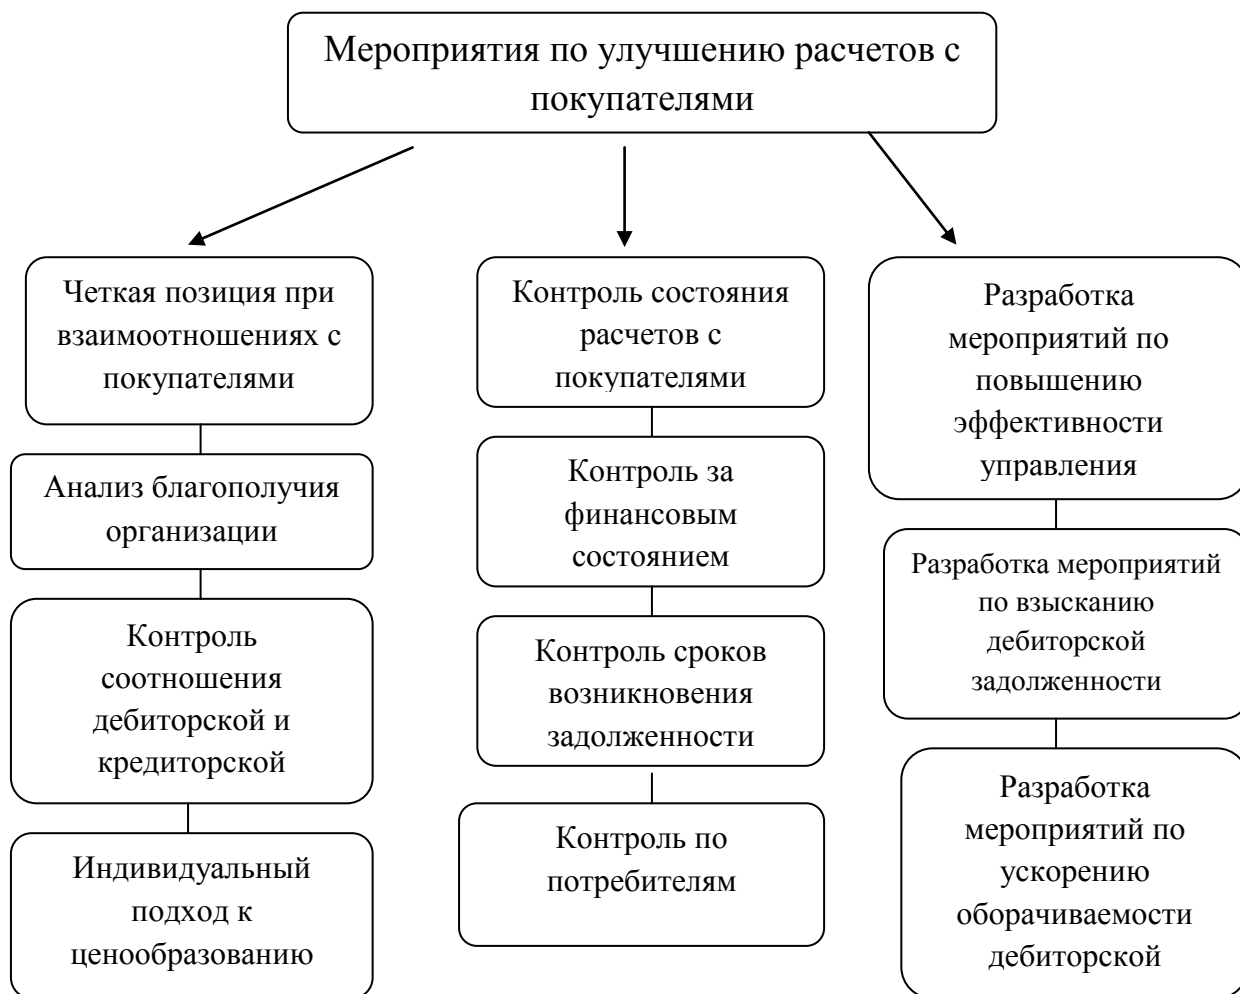 Мероприятия по улучшению расчетов с
покупателями
Четкая позиция при
взаимоотношениях с
покупателями
Анализ благополучия
организации
Контроль
соотношения
дебиторской и
кредиторской
Индивидуальный
подход к
ценообразованию
Контроль состояния
расчетов с
покупателями
Контроль за
финансовым
состоянием
Контроль сроков
возникновения
задолженности
Контроль по
потребителям
Разработка
мероприятий по
повышению
эффективности
управления
Разработка мероприятий
по взысканию
дебиторской
задолженности
Разработка
мероприятий по
ускорению
оборачиваемости
дебиторской